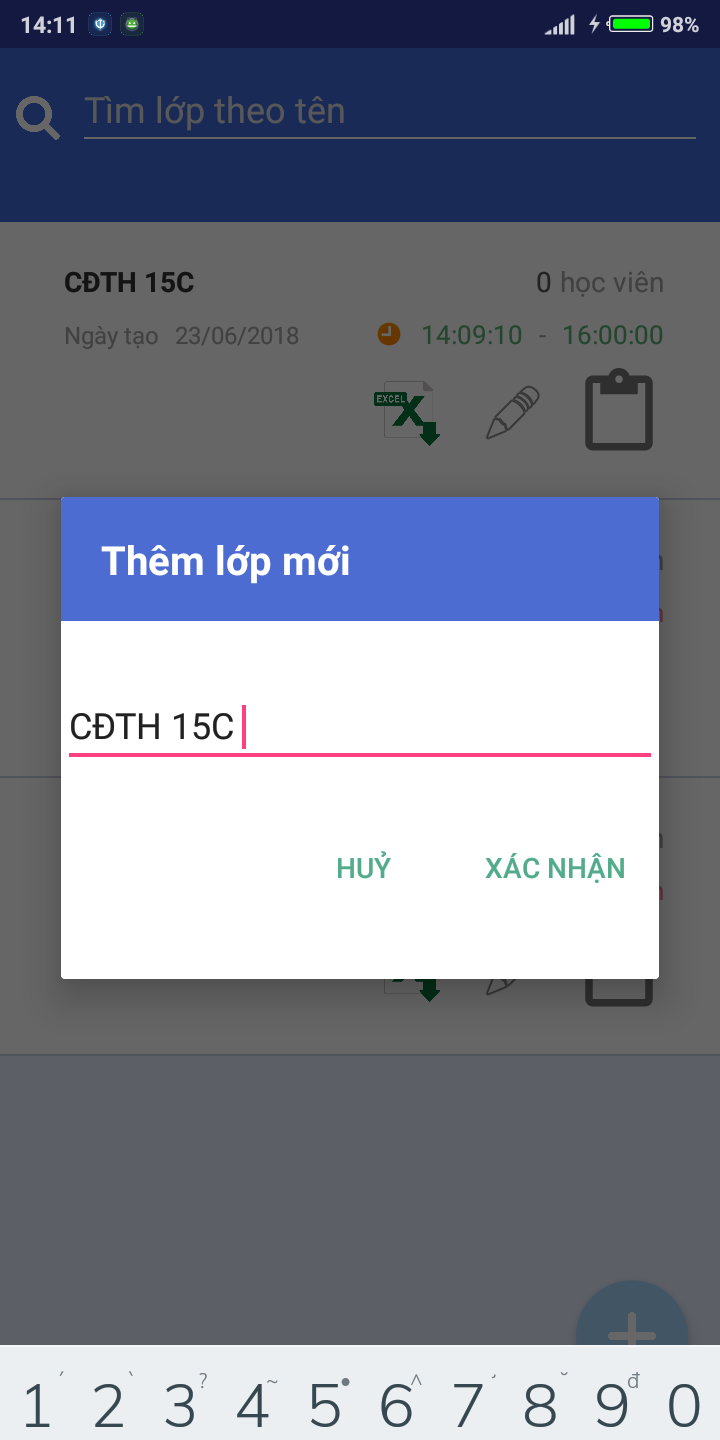 14:11 98%
Tìm lớp theo tên
CĐTH 15C 0 học viên
Ngày tạo 23/06/2018 14:09:10 - 16:00:00
EXCEL X
Thêm lớp mới
CĐTH 15C
HUỶ XÁC NHẬN
1 2 3 4 5 6 7 8 9 0